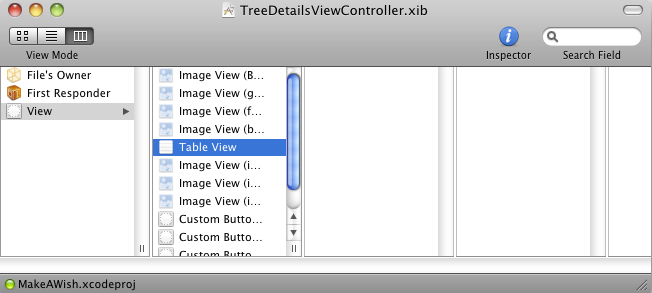 TreeDetailsViewController.xib
View Mode
Inspector
Search Field
File's Owner
First Responder
View
Image View (B...
Image View (g...
Image View (f...
Image View (b...
Table View
Image View (i...
Image View (i...
Image View (i...
Custom Butto...
Custom Butto...
Custom Butto...
MakeAWish.xcodeproj